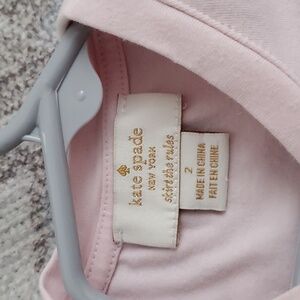 kate spade
NEW YORK
skirt the rules
2
MADE IN CHINA
FAIT EN CHINE